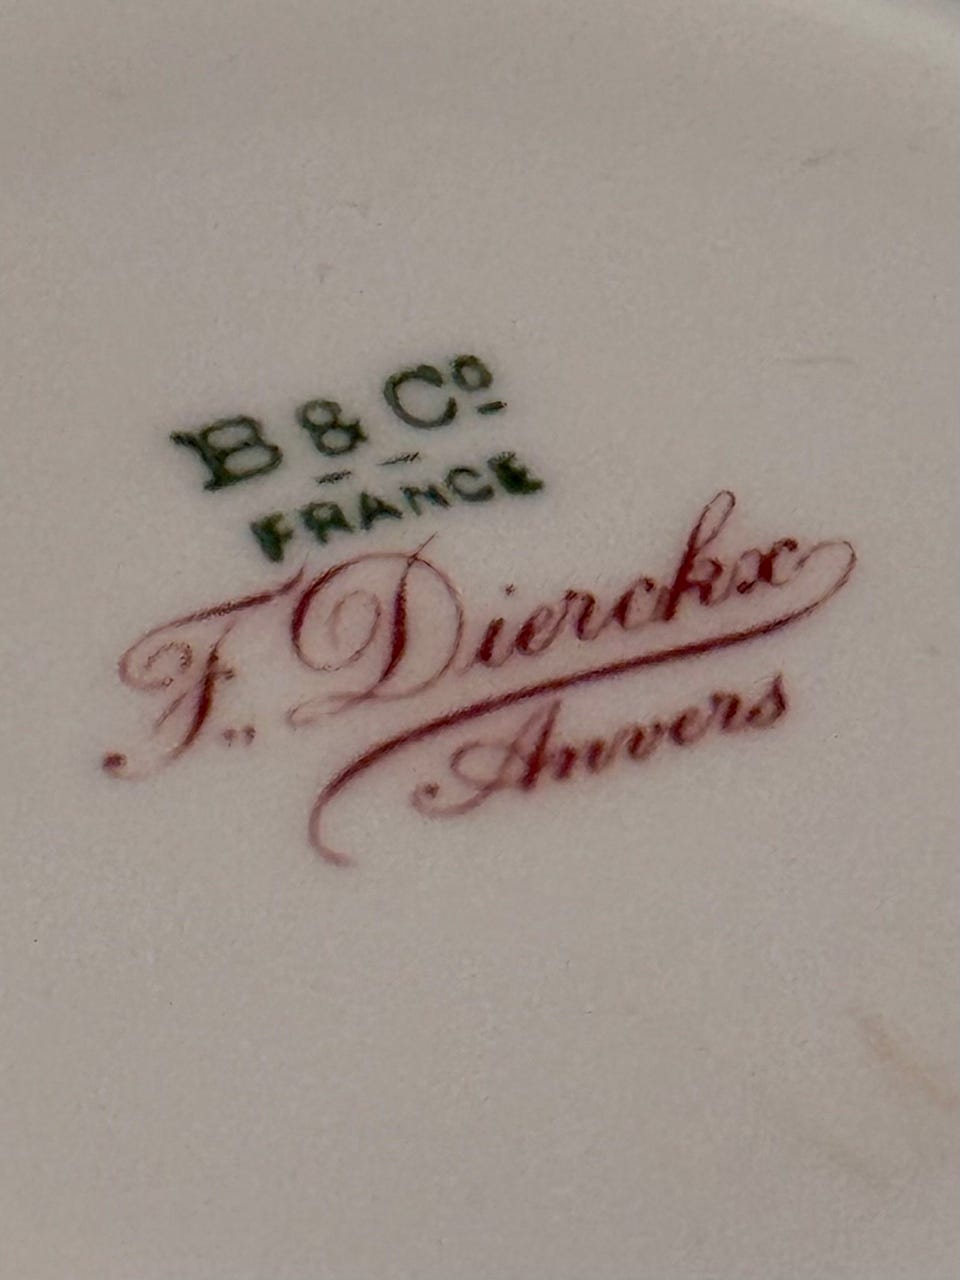 B & Cº
FRANCE
F. Dierckx
Anvers